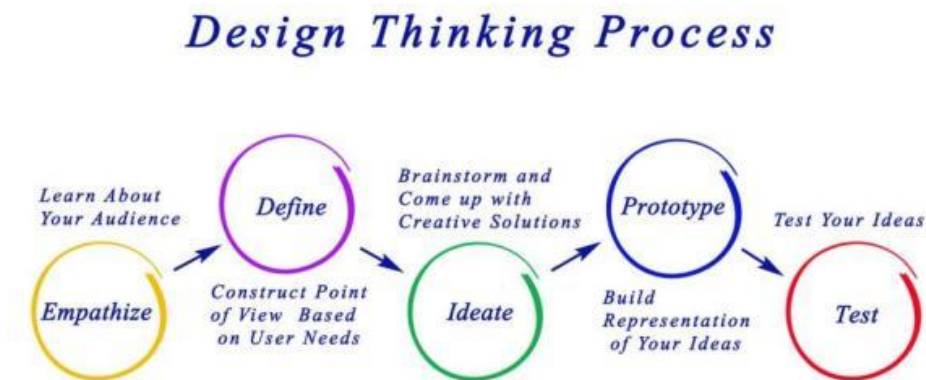 Design Thinking Process
Learn About
Your Audience
Empathize
Define
Construct Point
of View Based
on User Needs
Brainstorm and
Come up with
Creative Solutions
Ideate
Prototype
Build
Representation
of Your Ideas
Test Your Ideas
Test